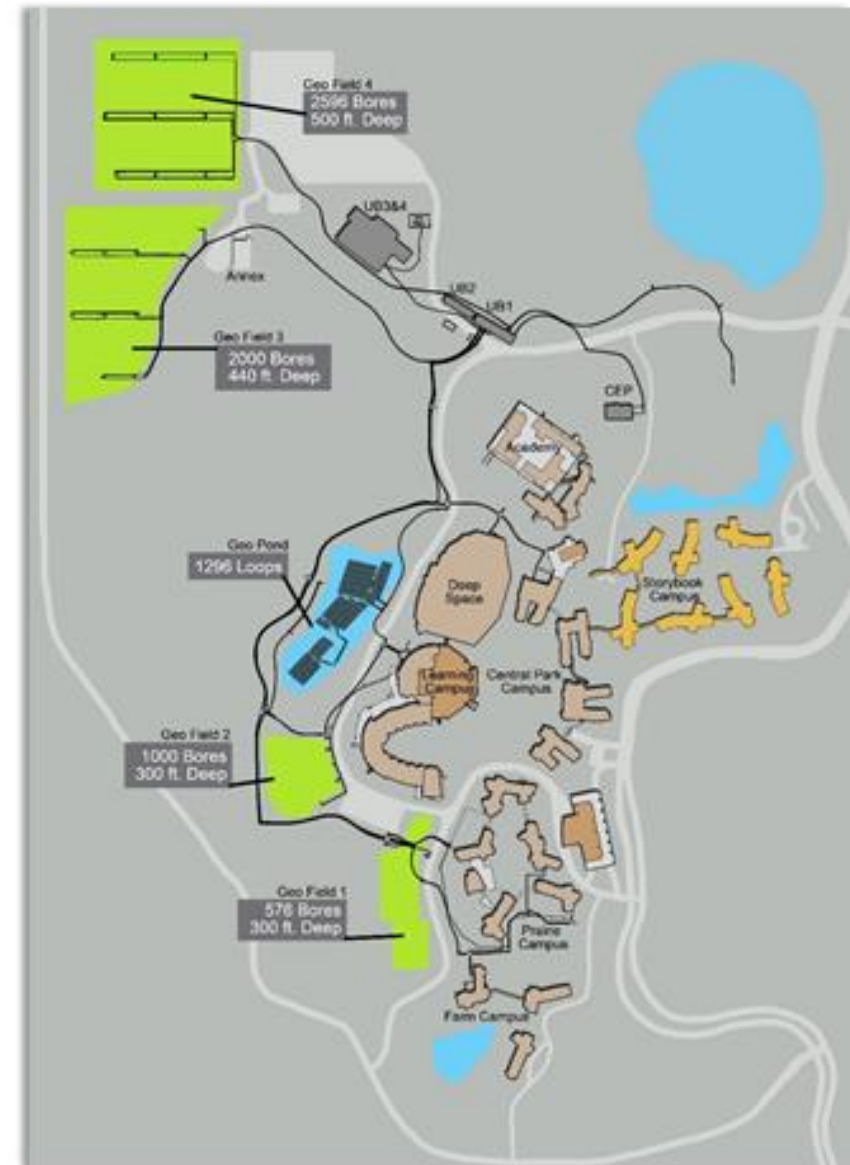 Geo Field 4
2596 Bores
500 ft. Deep
UB3&4
Annex
UB2
UB1
Geo Field 3
2000 Bores
440 ft. Deep
CEP
Academy
Geo Pond
1296 Loops
Deep
Space
Storybook
Campus
Learning
Campus
Central Park
Campus
Geo Field 2
1000 Bores
300 ft. Deep
Geo Field 1
576 Bores
300 ft. Deep
Prairie
Campus
Farm Campus